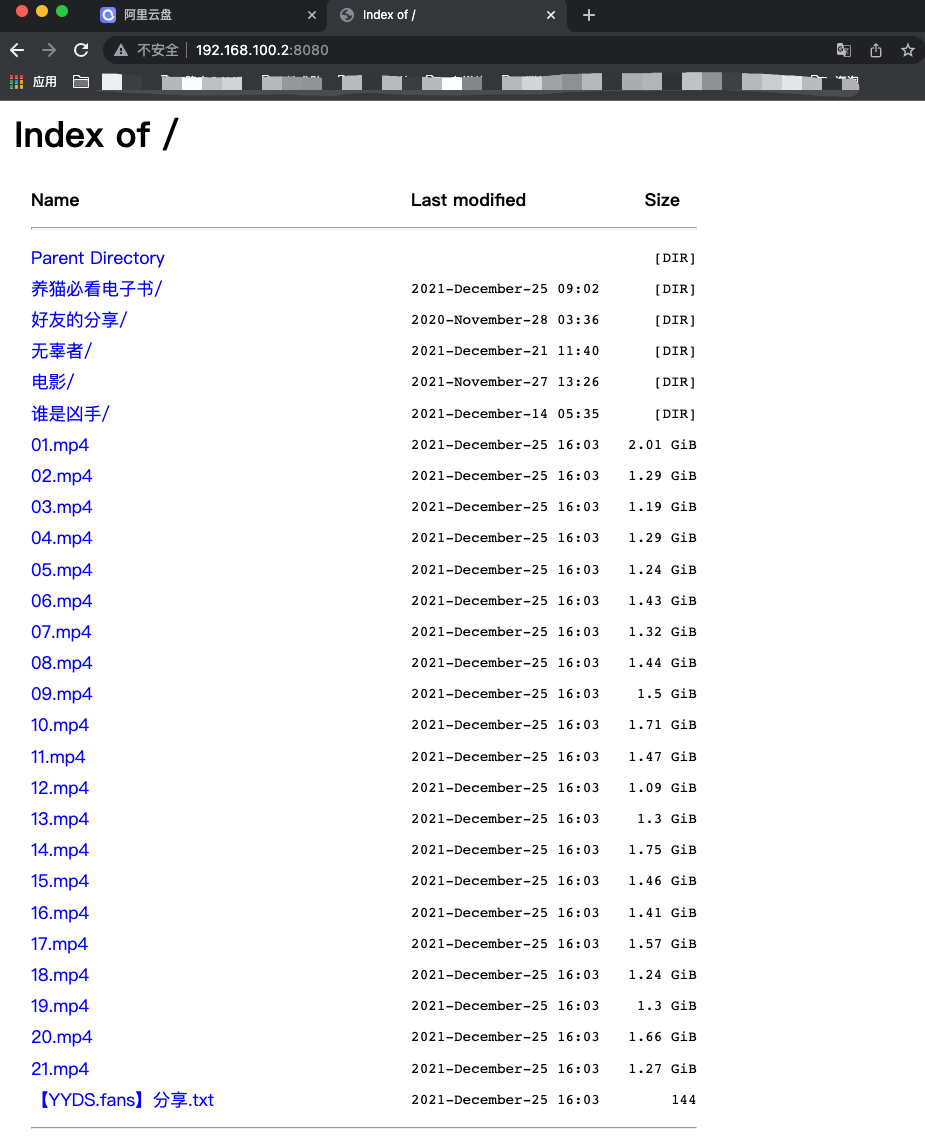 阿里云盘
Index of /
不安全 192.168.100.2:8080
应用
Index of /
Name Last modified Size
Parent Directory [DIR]
养猫必看电子书/ 2021-December-25 09:02 [DIR]
好友的分享/ 2020-November-28 03:36 [DIR]
无辜者/ 2021-December-21 11:40 [DIR]
电影/ 2021-November-27 13:26 [DIR]
谁是凶手/ 2021-December-14 05:35 [DIR]
01.mp4 2021-December-25 16:03 2.01 GiB
02.mp4 2021-December-25 16:03 1.29 GiB
03.mp4 2021-December-25 16:03 1.19 GiB
04.mp4 2021-December-25 16:03 1.29 GiB
05.mp4 2021-December-25 16:03 1.24 GiB
06.mp4 2021-December-25 16:03 1.43 GiB
07.mp4 2021-December-25 16:03 1.32 GiB
08.mp4 2021-December-25 16:03 1.44 GiB
09.mp4 2021-December-25 16:03 1.5 GiB
10.mp4 2021-December-25 16:03 1.71 GiB
11.mp4 2021-December-25 16:03 1.47 GiB
12.mp4 2021-December-25 16:03 1.09 GiB
13.mp4 2021-December-25 16:03 1.3 GiB
14.mp4 2021-December-25 16:03 1.75 GiB
15.mp4 2021-December-25 16:03 1.46 GiB
16.mp4 2021-December-25 16:03 1.41 GiB
17.mp4 2021-December-25 16:03 1.57 GiB
18.mp4 2021-December-25 16:03 1.24 GiB
19.mp4 2021-December-25 16:03 1.3 GiB
20.mp4 2021-December-25 16:03 1.66 GiB
21.mp4 2021-December-25 16:03 1.27 GiB
【YYDS.fans】分享.txt 2021-December-25 16:03 144